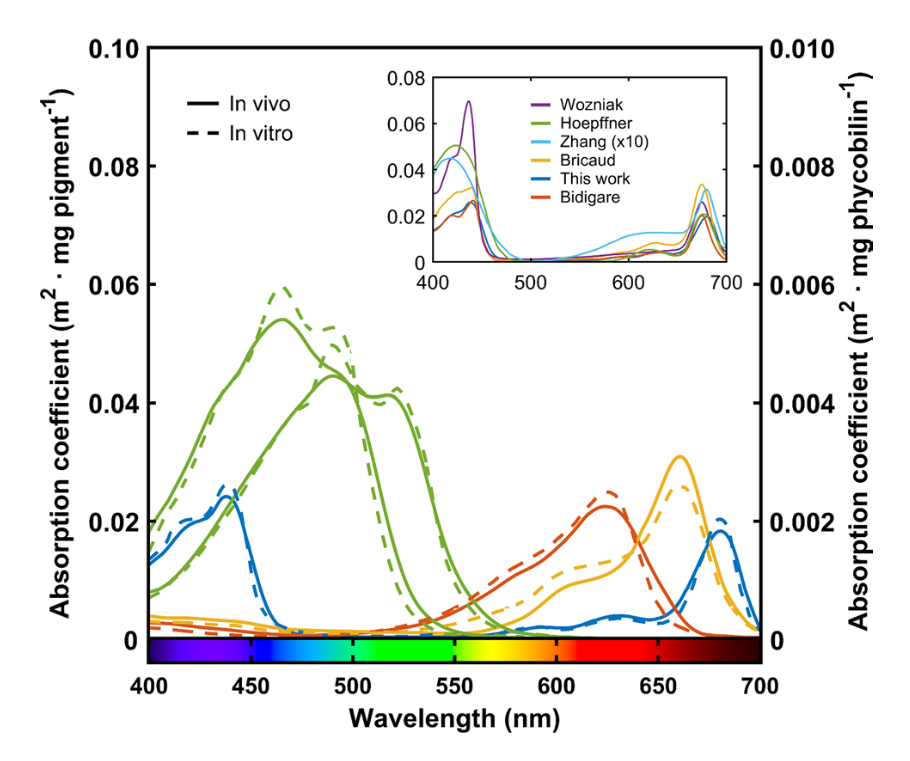 Absorption coefficient (m² · mg pigment⁻¹)
0.10
0.08
0.06
0.04
0.02
0
In vivo
In vitro
0.08
0.06
0.04
0.02
0
400
500
600
700
Wozniak
Hoepffner
Zhang (x10)
Bricaud
This work
Bidigare
0.010
0.008
0.006
0.004
0.002
0
Absorption coefficient (m² · mg phycobilin⁻¹)
400 450 500 550 600 650 700
Wavelength (nm)